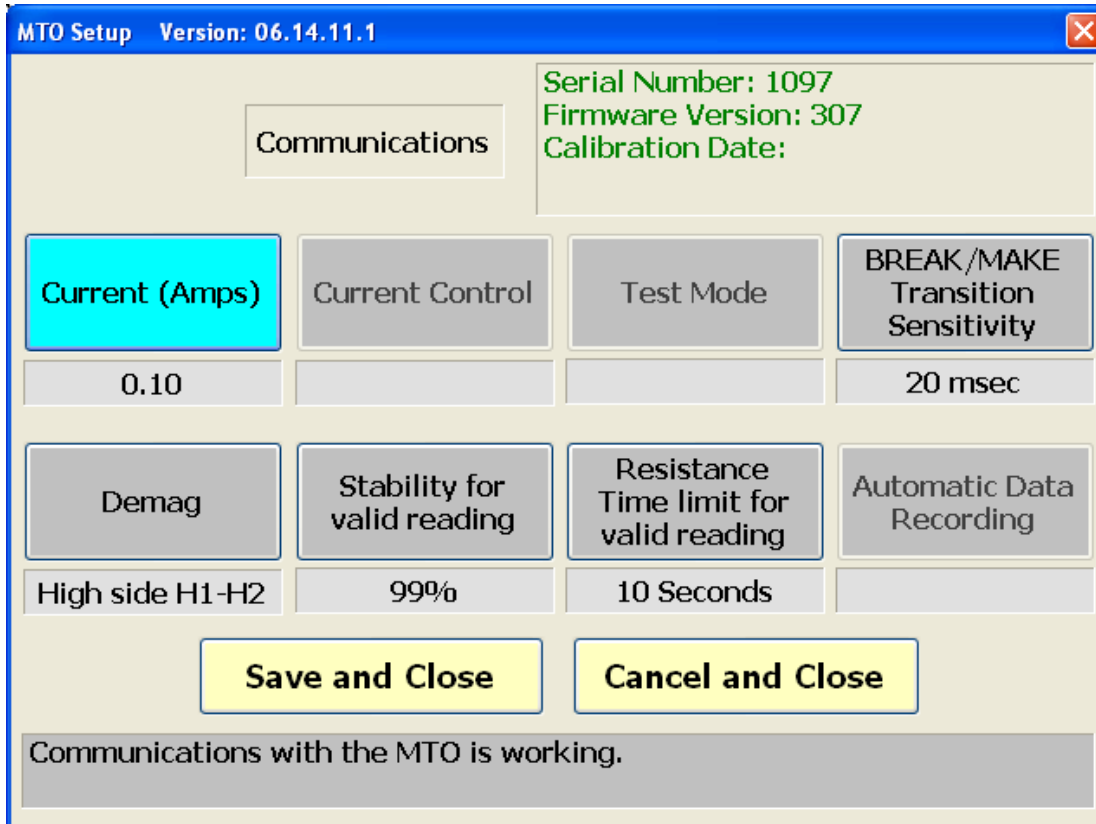 MTO Setup Version: 06.14.11.1
Serial Number: 1097
Firmware Version: 307
Calibration Date:
Communications
Current (Amps)
Current Control
Test Mode
BREAK/MAKE
Transition
Sensitivity
0.10
20 msec
Demag
Stability for
valid reading
Resistance
Time limit for
valid reading
Automatic Data
Recording
High side H1-H2
99%
10 Seconds
Save and Close
Cancel and Close
Communications with the MTO is working.